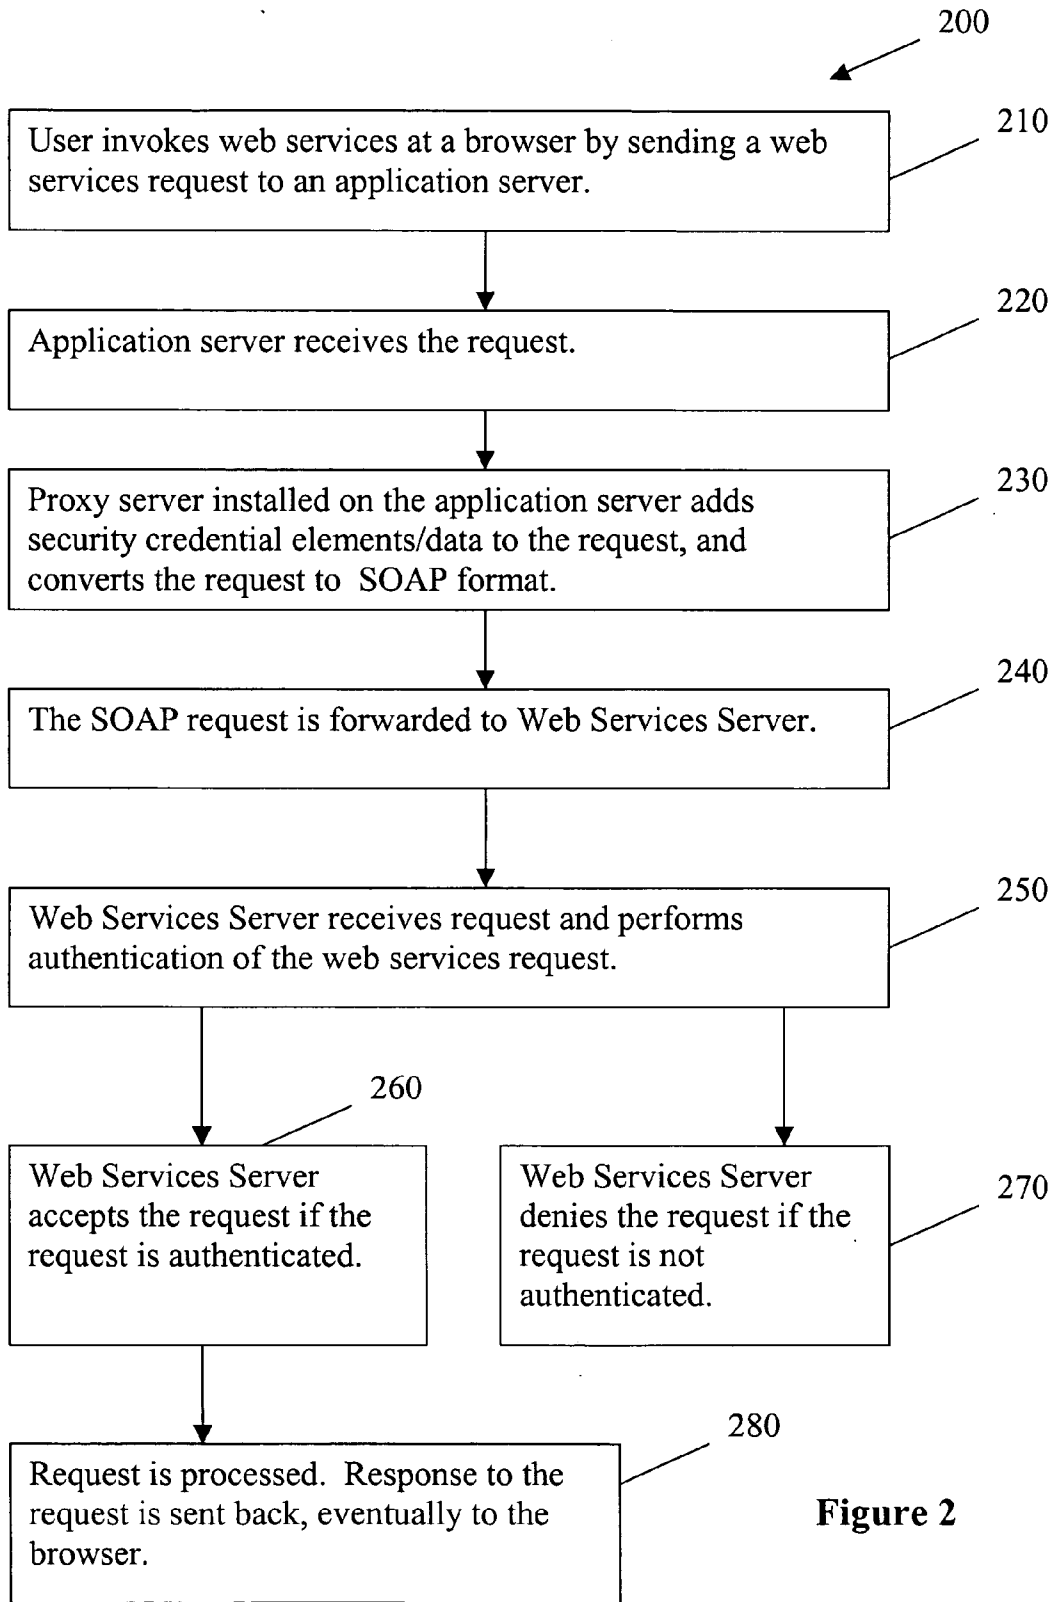 200
210
User invokes web services at a browser by sending a web
services request to an application server.
220
Application server receives the request.
230
Proxy server installed on the application server adds
security credential elements/data to the request, and
converts the request to SOAP format.
240
The SOAP request is forwarded to Web Services Server.
250
Web Services Server receives request and performs
authentication of the web services request.
260
Web Services Server
accepts the request if the
request is authenticated.
270
Web Services Server
denies the request if the
request is not
authenticated.
280
Request is processed. Response to the
request is sent back, eventually to the
browser.
Figure 2